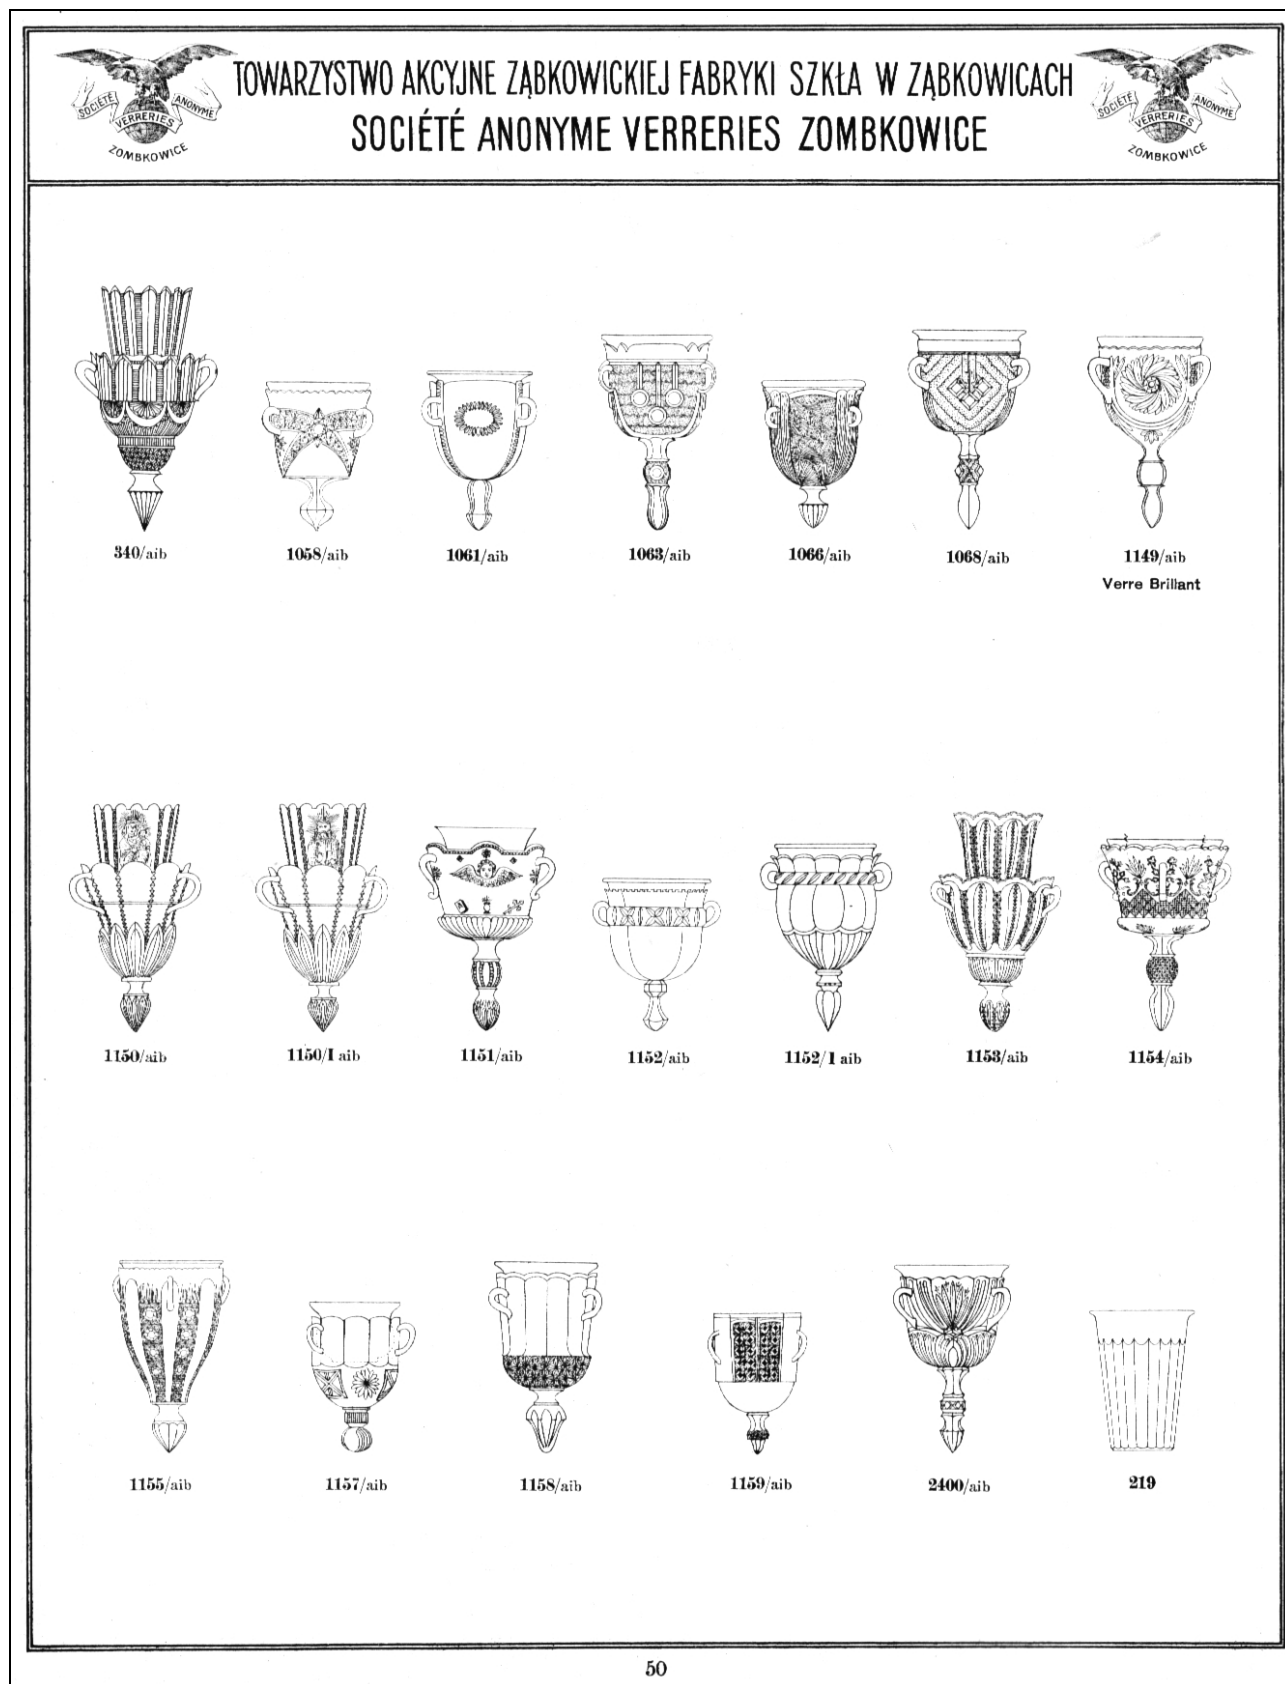 TOWARZYSTWO AKCYJNE ZĄBKOWICKIEJ FABRYKI SZKŁA W ZĄBKOWICACH
SOCIÉTÉ ANONYME VERRERIES ZOMBKOWICE
SOCIÉTÉ ANONYME
VERRERIES
ZOMBKOWICE
SOCIÉTÉ ANONYME
VERRERIES
ZOMBKOWICE
340/aib 1058/aib 1061/aib 1063/aib 1066/aib 1068/aib 1149/aib
Verre Brillant
1150/aib 1150/I aib 1151/aib 1152/aib 1152/I aib 1153/aib 1154/aib
1155/aib 1157/aib 1158/aib 1159/aib 2400/aib 219
50